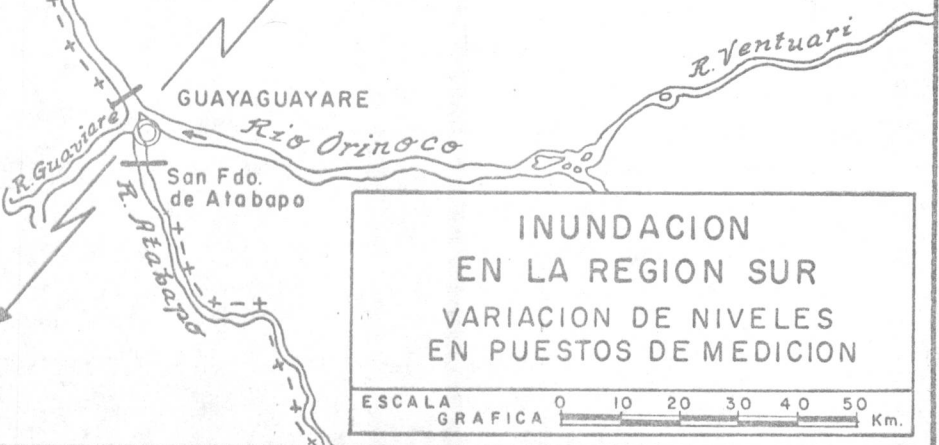 R. Ventuari
GUAYAGUAYARE
Río Orinoco
R. Guaviare
San Fdo.
de Atabapo
R. Atabapo
INUNDACION
EN LA REGION SUR
VARIACION DE NIVELES
EN PUESTOS DE MEDICION
ESCALA
GRAFICA
0 10 20 30 40 50
Km.